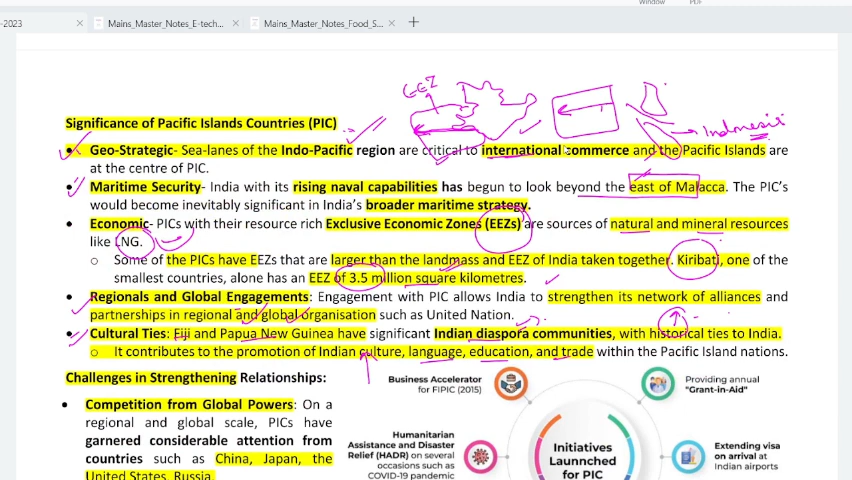 Window
PDF
-2023
Mains_Master_Notes_E-tech...
Mains_Master_Notes_Food_S...
EEZ
Indonesia
Significance of Pacific Islands Countries (PIC)
Geo-Strategic- Sea-lanes of the Indo-Pacific region are critical to international commerce and the Pacific Islands are
at the centre of PIC.
Maritime Security- India with its rising naval capabilities has begun to look beyond the east of Malacca. The PIC's
would become inevitably significant in India's broader maritime strategy.
• Economic- PICs with their resource rich Exclusive Economic Zones (EEZs) are sources of natural and mineral resources
like LNG.
o Some of the PICs have EEZs that are larger than the landmass and EEZ of India taken together. Kiribati, one of the
smallest countries, alone has an EEZ of 3.5 million square kilometres.
• Regionals and Global Engagements: Engagement with PIC allows India to strengthen its network of alliances and
partnerships in regional and global organisation such as United Nation.
• Cultural Ties: Fiji and Papua New Guinea have significant Indian diaspora communities, with historical ties to India.
o It contributes to the promotion of Indian culture, language, education, and trade within the Pacific Island nations.
Challenges in Strengthening Relationships:
• Competition from Global Powers: On a
regional and global scale, PICs have
garnered considerable attention from
countries such as China, Japan, the
United States, Russia.
Business Accelerator
for FIPIC (2015)
Humanitarian
Assistance and Disaster
Relief (HADR) on several
occasions such as
COVID-19 pandemic
Initiatives
Launnched
for PIC
Providing annual
"Grant-in-Aid"
Extending visa
on arrival at
Indian airports